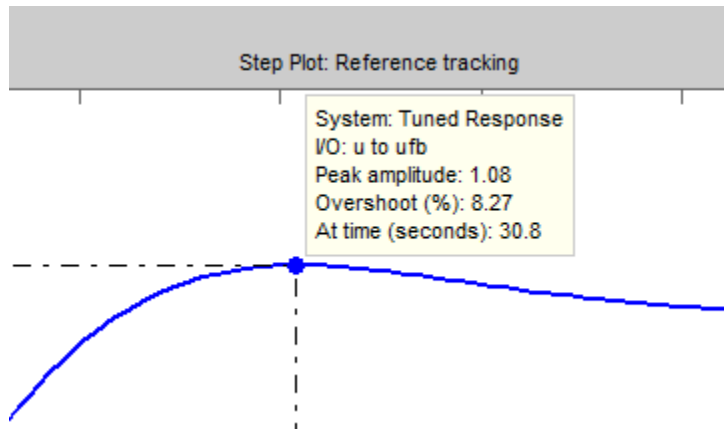 Step Plot: Reference tracking
System: Tuned Response
I/O: u to ufb
Peak amplitude: 1.08
Overshoot (%): 8.27
At time (seconds): 30.8